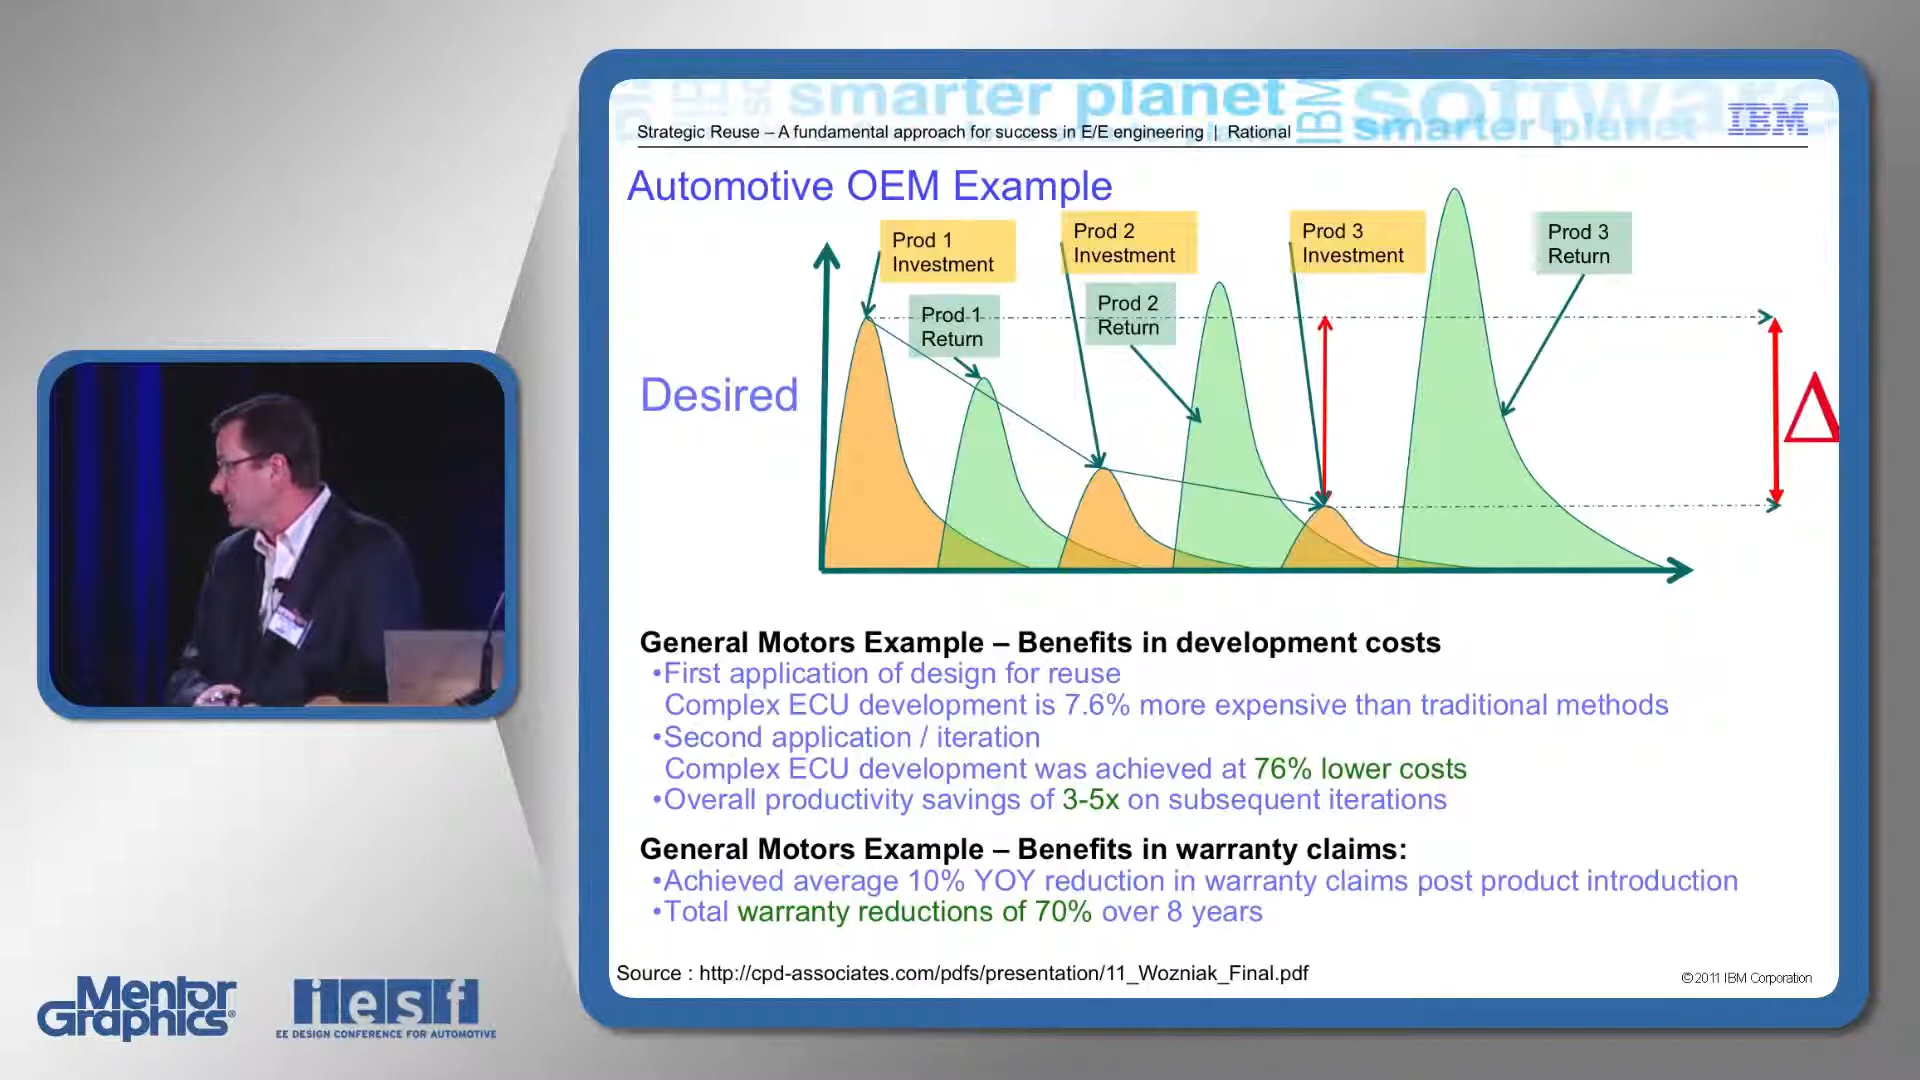 smarter planet
IBM
software
smarter planet
IBM
Strategic Reuse – A fundamental approach for success in E/E engineering | Rational
Automotive OEM Example
Prod 1
Investment
Prod 2
Investment
Prod 3
Investment
Prod 3
Return
Prod 1
Return
Prod 2
Return
Desired
Δ
General Motors Example – Benefits in development costs
•First application of design for reuse
Complex ECU development is 7.6% more expensive than traditional methods
•Second application / iteration
Complex ECU development was achieved at 76% lower costs
•Overall productivity savings of 3-5x on subsequent iterations
General Motors Example – Benefits in warranty claims:
•Achieved average 10% YOY reduction in warranty claims post product introduction
•Total warranty reductions of 70% over 8 years
Source : http://cpd-associates.com/pdfs/presentation/11_Wozniak_Final.pdf
©2011 IBM Corporation
Mentor
Graphics®
iesf
EE DESIGN CONFERENCE FOR AUTOMOTIVE